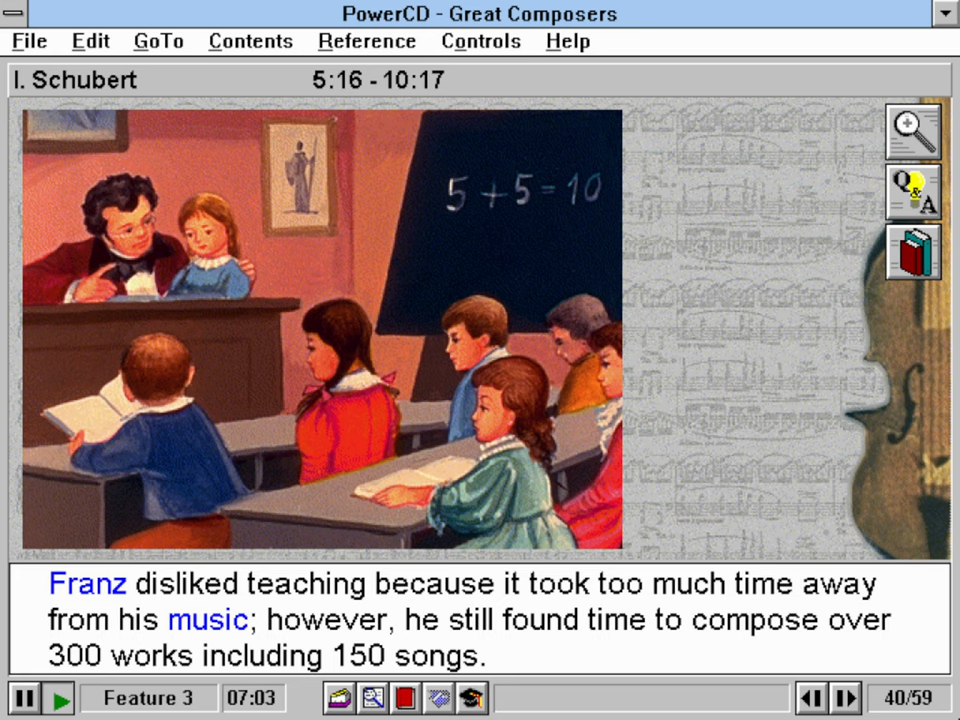 PowerCD - Great Composers
File Edit GoTo Contents Reference Controls Help
I. Schubert 5:16 - 10:17
5 + 5 = 10
Q & A
Franz disliked teaching because it took too much time away
from his music; however, he still found time to compose over
300 works including 150 songs.
Feature 3 07:03 40/59